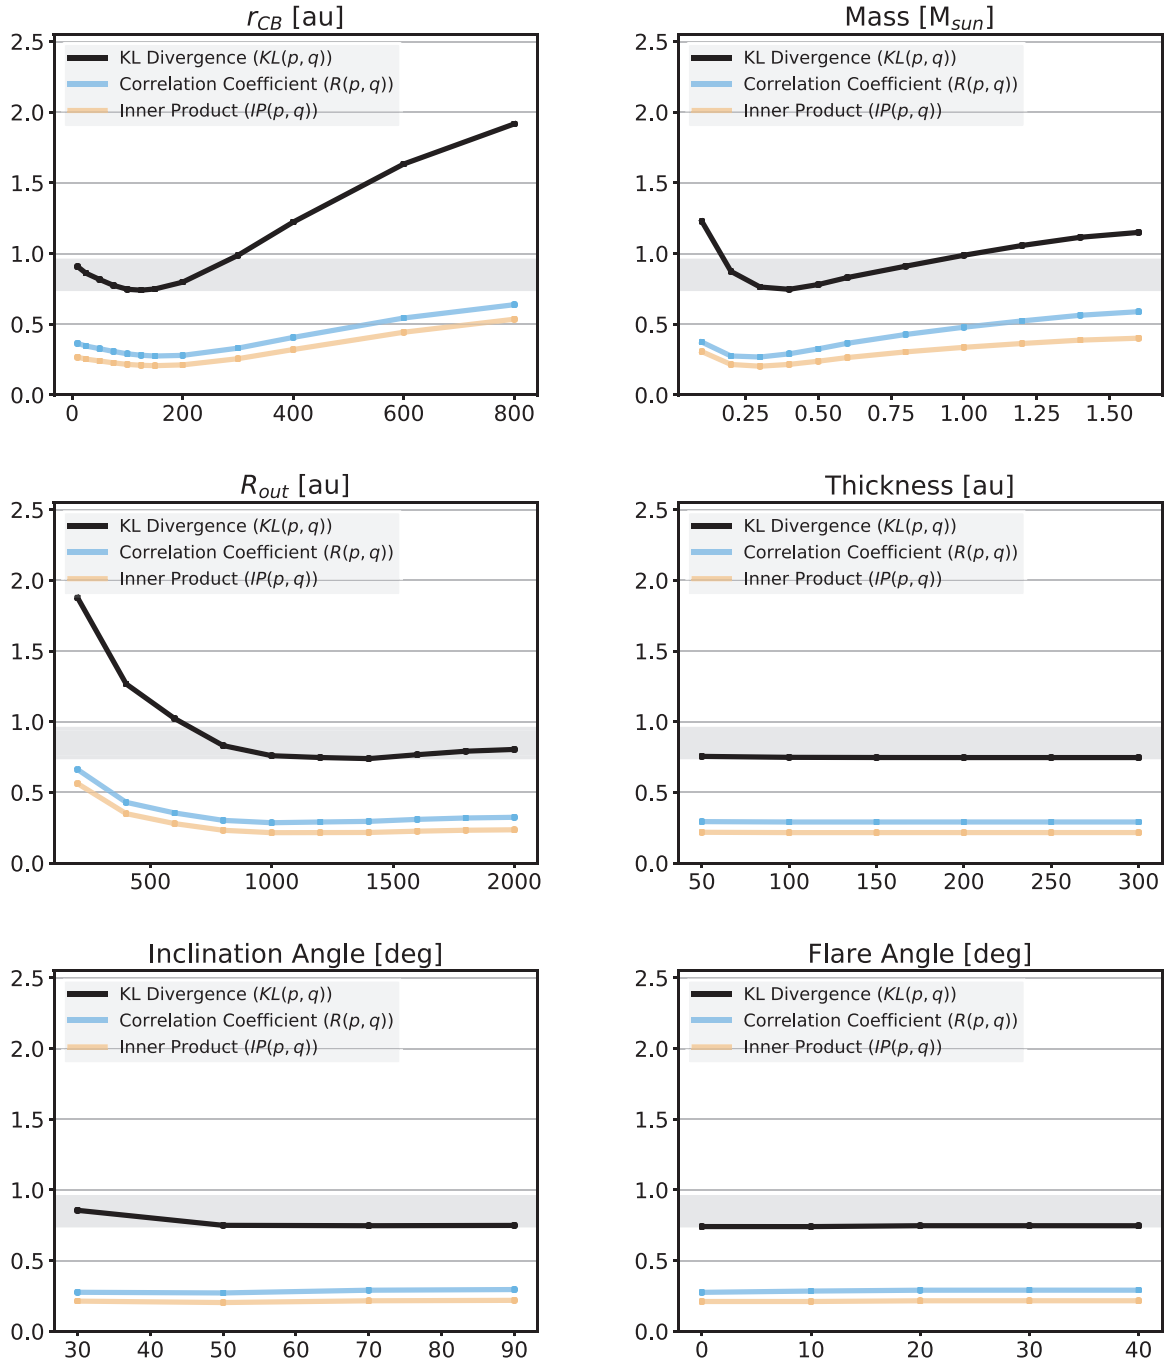 r_CB [au]
2.5
2.0
1.5
1.0
0.5
0.0
KL Divergence (KL(p, q))
Correlation Coefficient (R(p, q))
Inner Product (IP(p, q))
0 200 400 600 800
Mass [M_sun]
2.5
2.0
1.5
1.0
0.5
0.0
KL Divergence (KL(p, q))
Correlation Coefficient (R(p, q))
Inner Product (IP(p, q))
0.25 0.50 0.75 1.00 1.25 1.50
R_out [au]
2.5
2.0
1.5
1.0
0.5
0.0
KL Divergence (KL(p, q))
Correlation Coefficient (R(p, q))
Inner Product (IP(p, q))
500 1000 1500 2000
Thickness [au]
2.5
2.0
1.5
1.0
0.5
0.0
KL Divergence (KL(p, q))
Correlation Coefficient (R(p, q))
Inner Product (IP(p, q))
50 100 150 200 250 300
Inclination Angle [deg]
2.5
2.0
1.5
1.0
0.5
0.0
KL Divergence (KL(p, q))
Correlation Coefficient (R(p, q))
Inner Product (IP(p, q))
30 40 50 60 70 80 90
Flare Angle [deg]
2.5
2.0
1.5
1.0
0.5
0.0
KL Divergence (KL(p, q))
Correlation Coefficient (R(p, q))
Inner Product (IP(p, q))
0 10 20 30 40